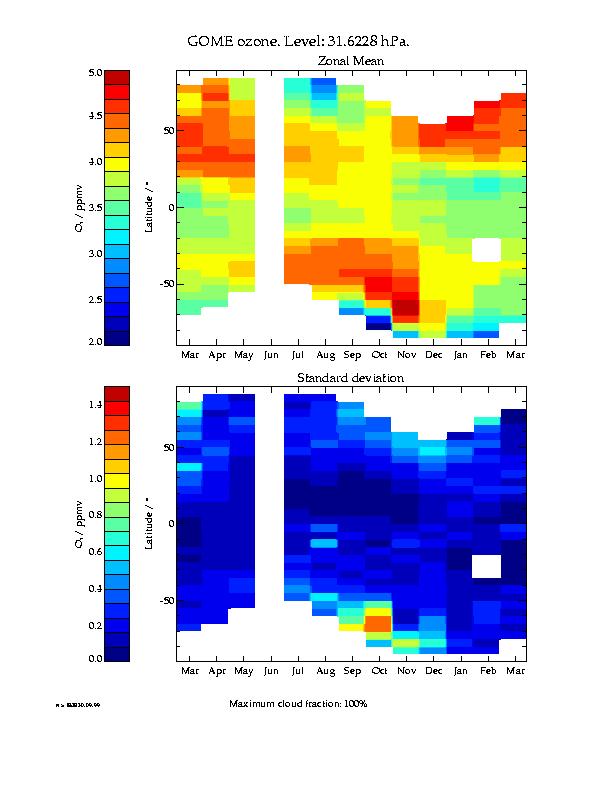 GOME ozone. Level: 31.6228 hPa.
Zonal Mean
5.0
4.5
4.0
3.5
3.0
2.5
2.0
O₃ / ppmv
Latitude / °
50
0
-50
Mar Apr May Jun Jul Aug Sep Oct Nov Dec Jan Feb Mar
Standard deviation
1.4
1.2
1.0
0.8
0.6
0.4
0.2
0.0
O₃ / ppmv
Latitude / °
50
0
-50
Mar Apr May Jun Jul Aug Sep Oct Nov Dec Jan Feb Mar
Maximum cloud fraction: 100%